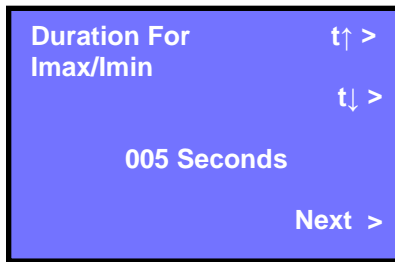 Duration For t↑ >
Imax/Imin
t↓ >
005 Seconds
Next >